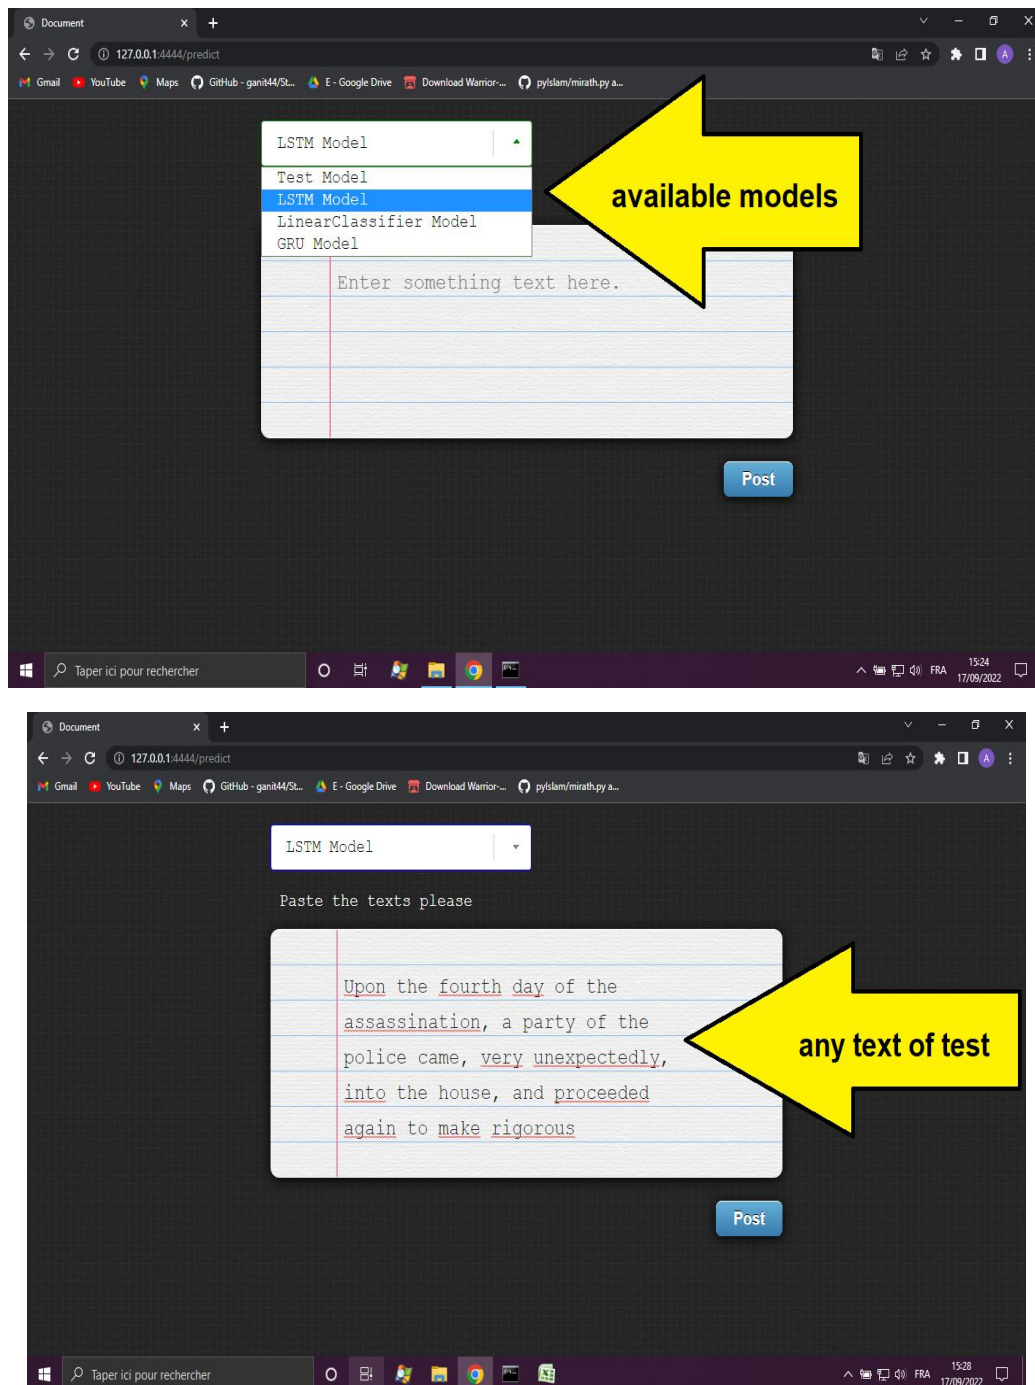 Document
127.0.0.1:4444/predict
Gmail YouTube Maps GitHub - ganit44/St... E - Google Drive Download Warrior-... pyIslam/mirath.py a...
LSTM Model
Test Model
LSTM Model
LinearClassifier Model
GRU Model
available models
Enter something text here.
Post
Taper ici pour rechercher
FRA
15:24
17/09/2022
Document
127.0.0.1:4444/predict
Gmail YouTube Maps GitHub - ganit44/St... E - Google Drive Download Warrior-... pyIslam/mirath.py a...
LSTM Model
Paste the texts please
Upon the fourth day of the
assassination, a party of the
police came, very unexpectedly,
into the house, and proceeded
again to make rigorous
any text of test
Post
Taper ici pour rechercher
FRA
15:28
17/09/2022